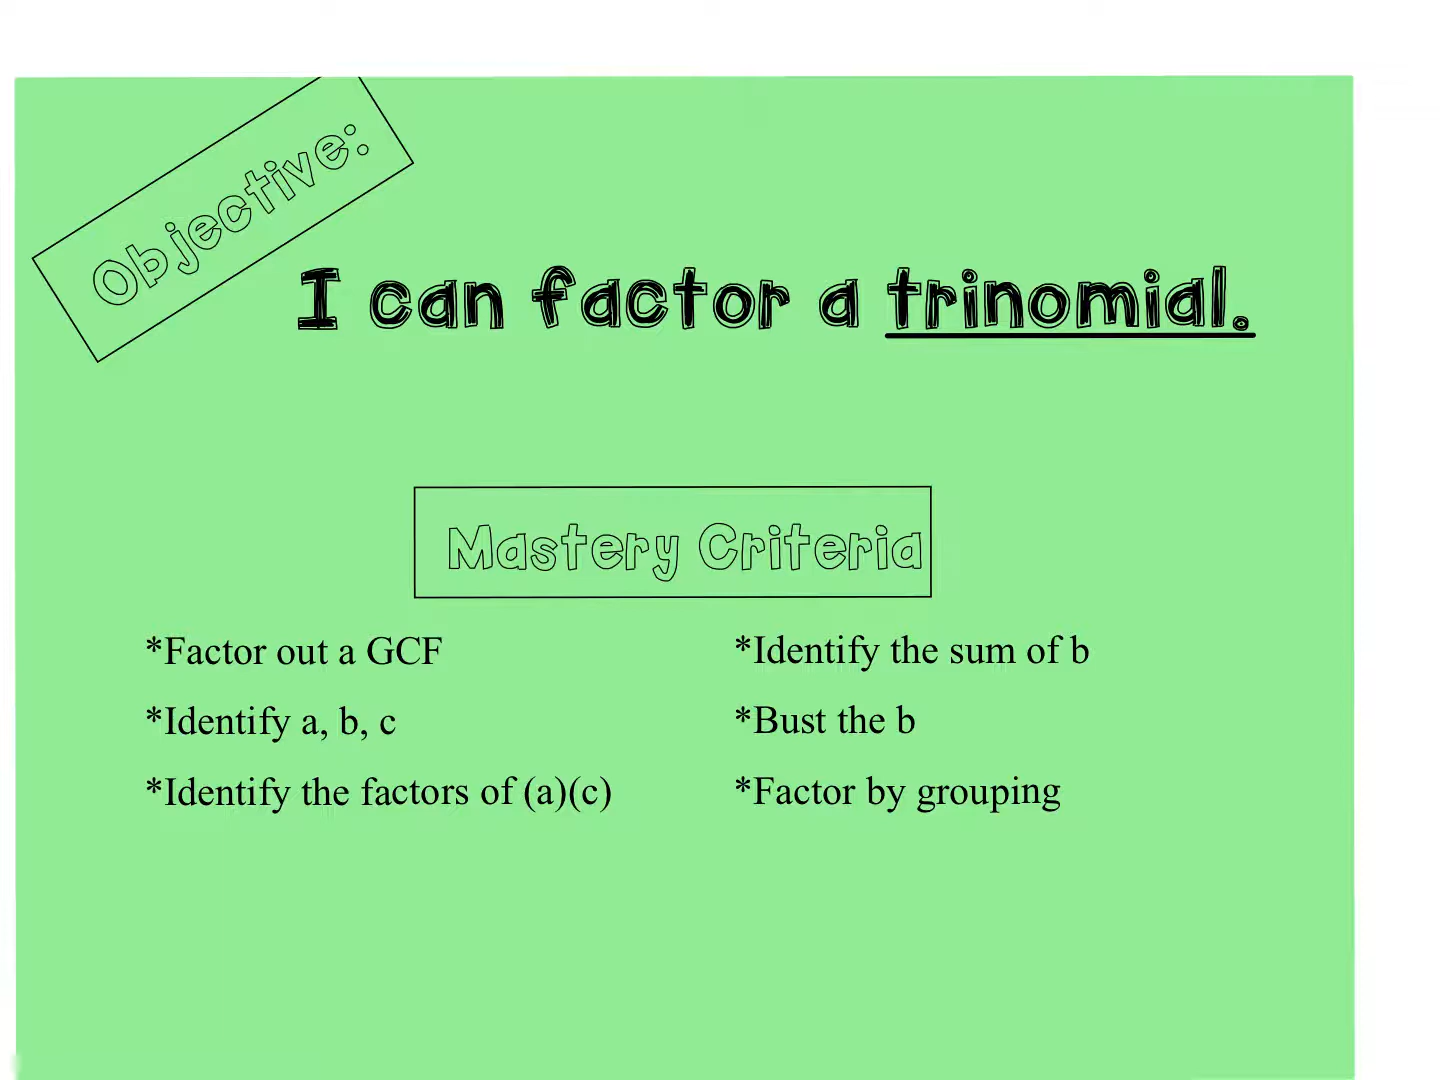 Objective:
I can factor a trinomial.
Mastery Criteria
*Factor out a GCF
*Identify a, b, c
*Identify the factors of (a)(c)
*Identify the sum of b
*Bust the b
*Factor by grouping